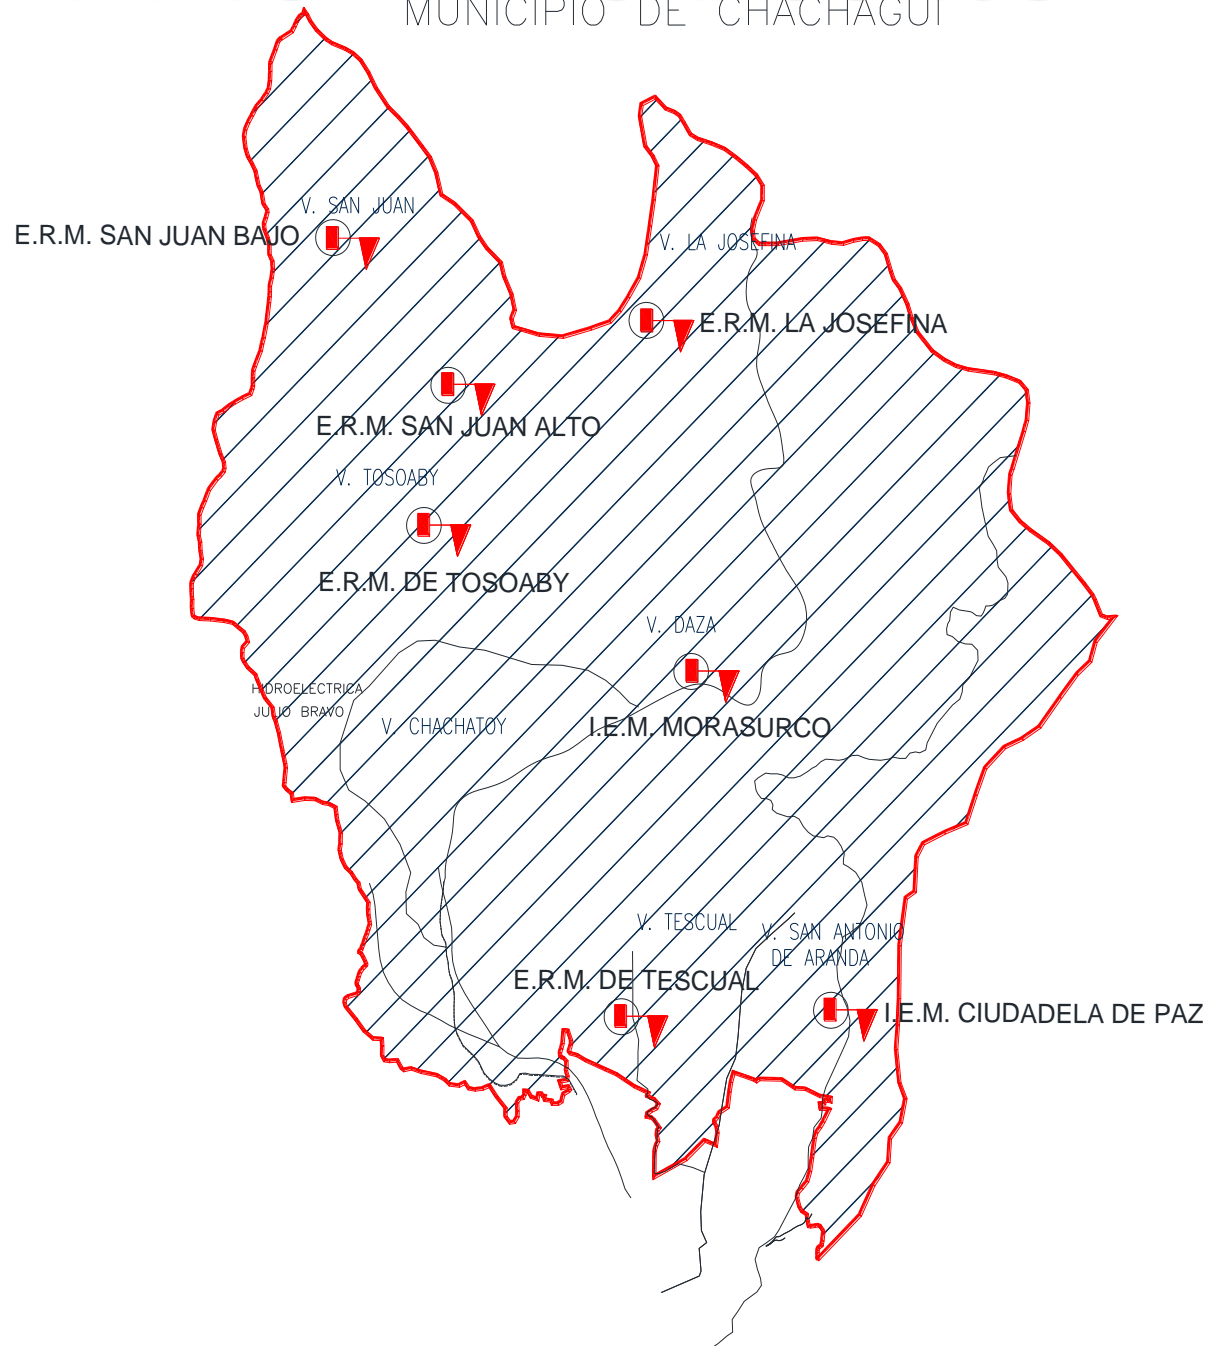 MUNICIPIO DE CHACHAGUI
V. SAN JUAN
E.R.M. SAN JUAN BAJO
V. LA JOSEFINA
E.R.M. LA JOSEFINA
E.R.M. SAN JUAN ALTO
V. TOSOABY
E.R.M. DE TOSOABY
V. DAZA
HIDROELECTRICA
JULIO BRAVO
V. CHACHATOY
I.E.M. MORASURCO
V. TESCUAL
V. SAN ANTONIO
DE ARANDA
E.R.M. DE TESCUAL
I.E.M. CIUDADELA DE PAZ